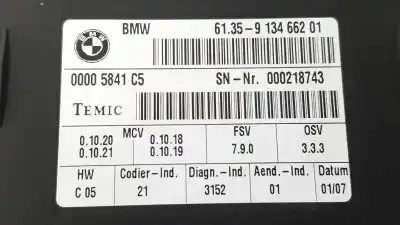 BMW
BMW 61.35-9 134 662 01
0000 5841 C5 SN-Nr. 000218743
TEMIC
MCV FSV OSV
0.10.20 0.10.18 7.9.0 3.3.3
0.10.21 0.10.19
HW Codier-Ind. Diagn.-Ind. Aend.-Ind. Datum
C 05 21 3152 01 01/07